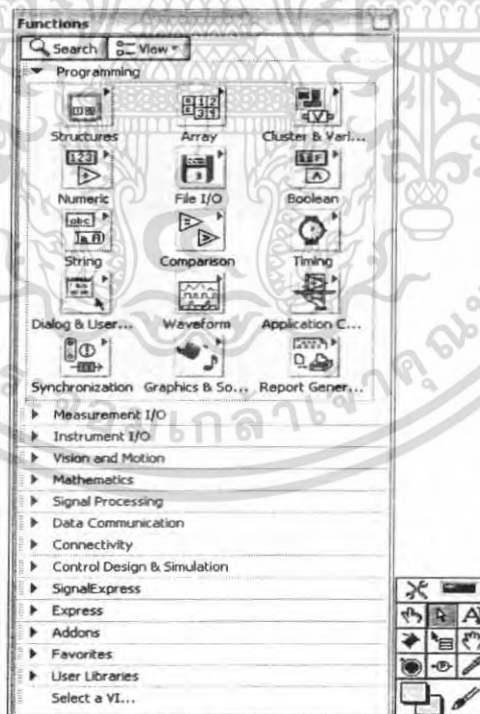 Functions
Search View
Programming
Structures Array Cluster & Vari...
Numeric File I/O Boolean
String Comparison Timing
Dialog & User... Waveform Application C...
Synchronization Graphics & So... Report Gener...
Measurement I/O
Instrument I/O
Vision and Motion
Mathematics
Signal Processing
Data Communication
Connectivity
Control Design & Simulation
SignalExpress
Express
Addons
Favorites
User Libraries
Select a VI...